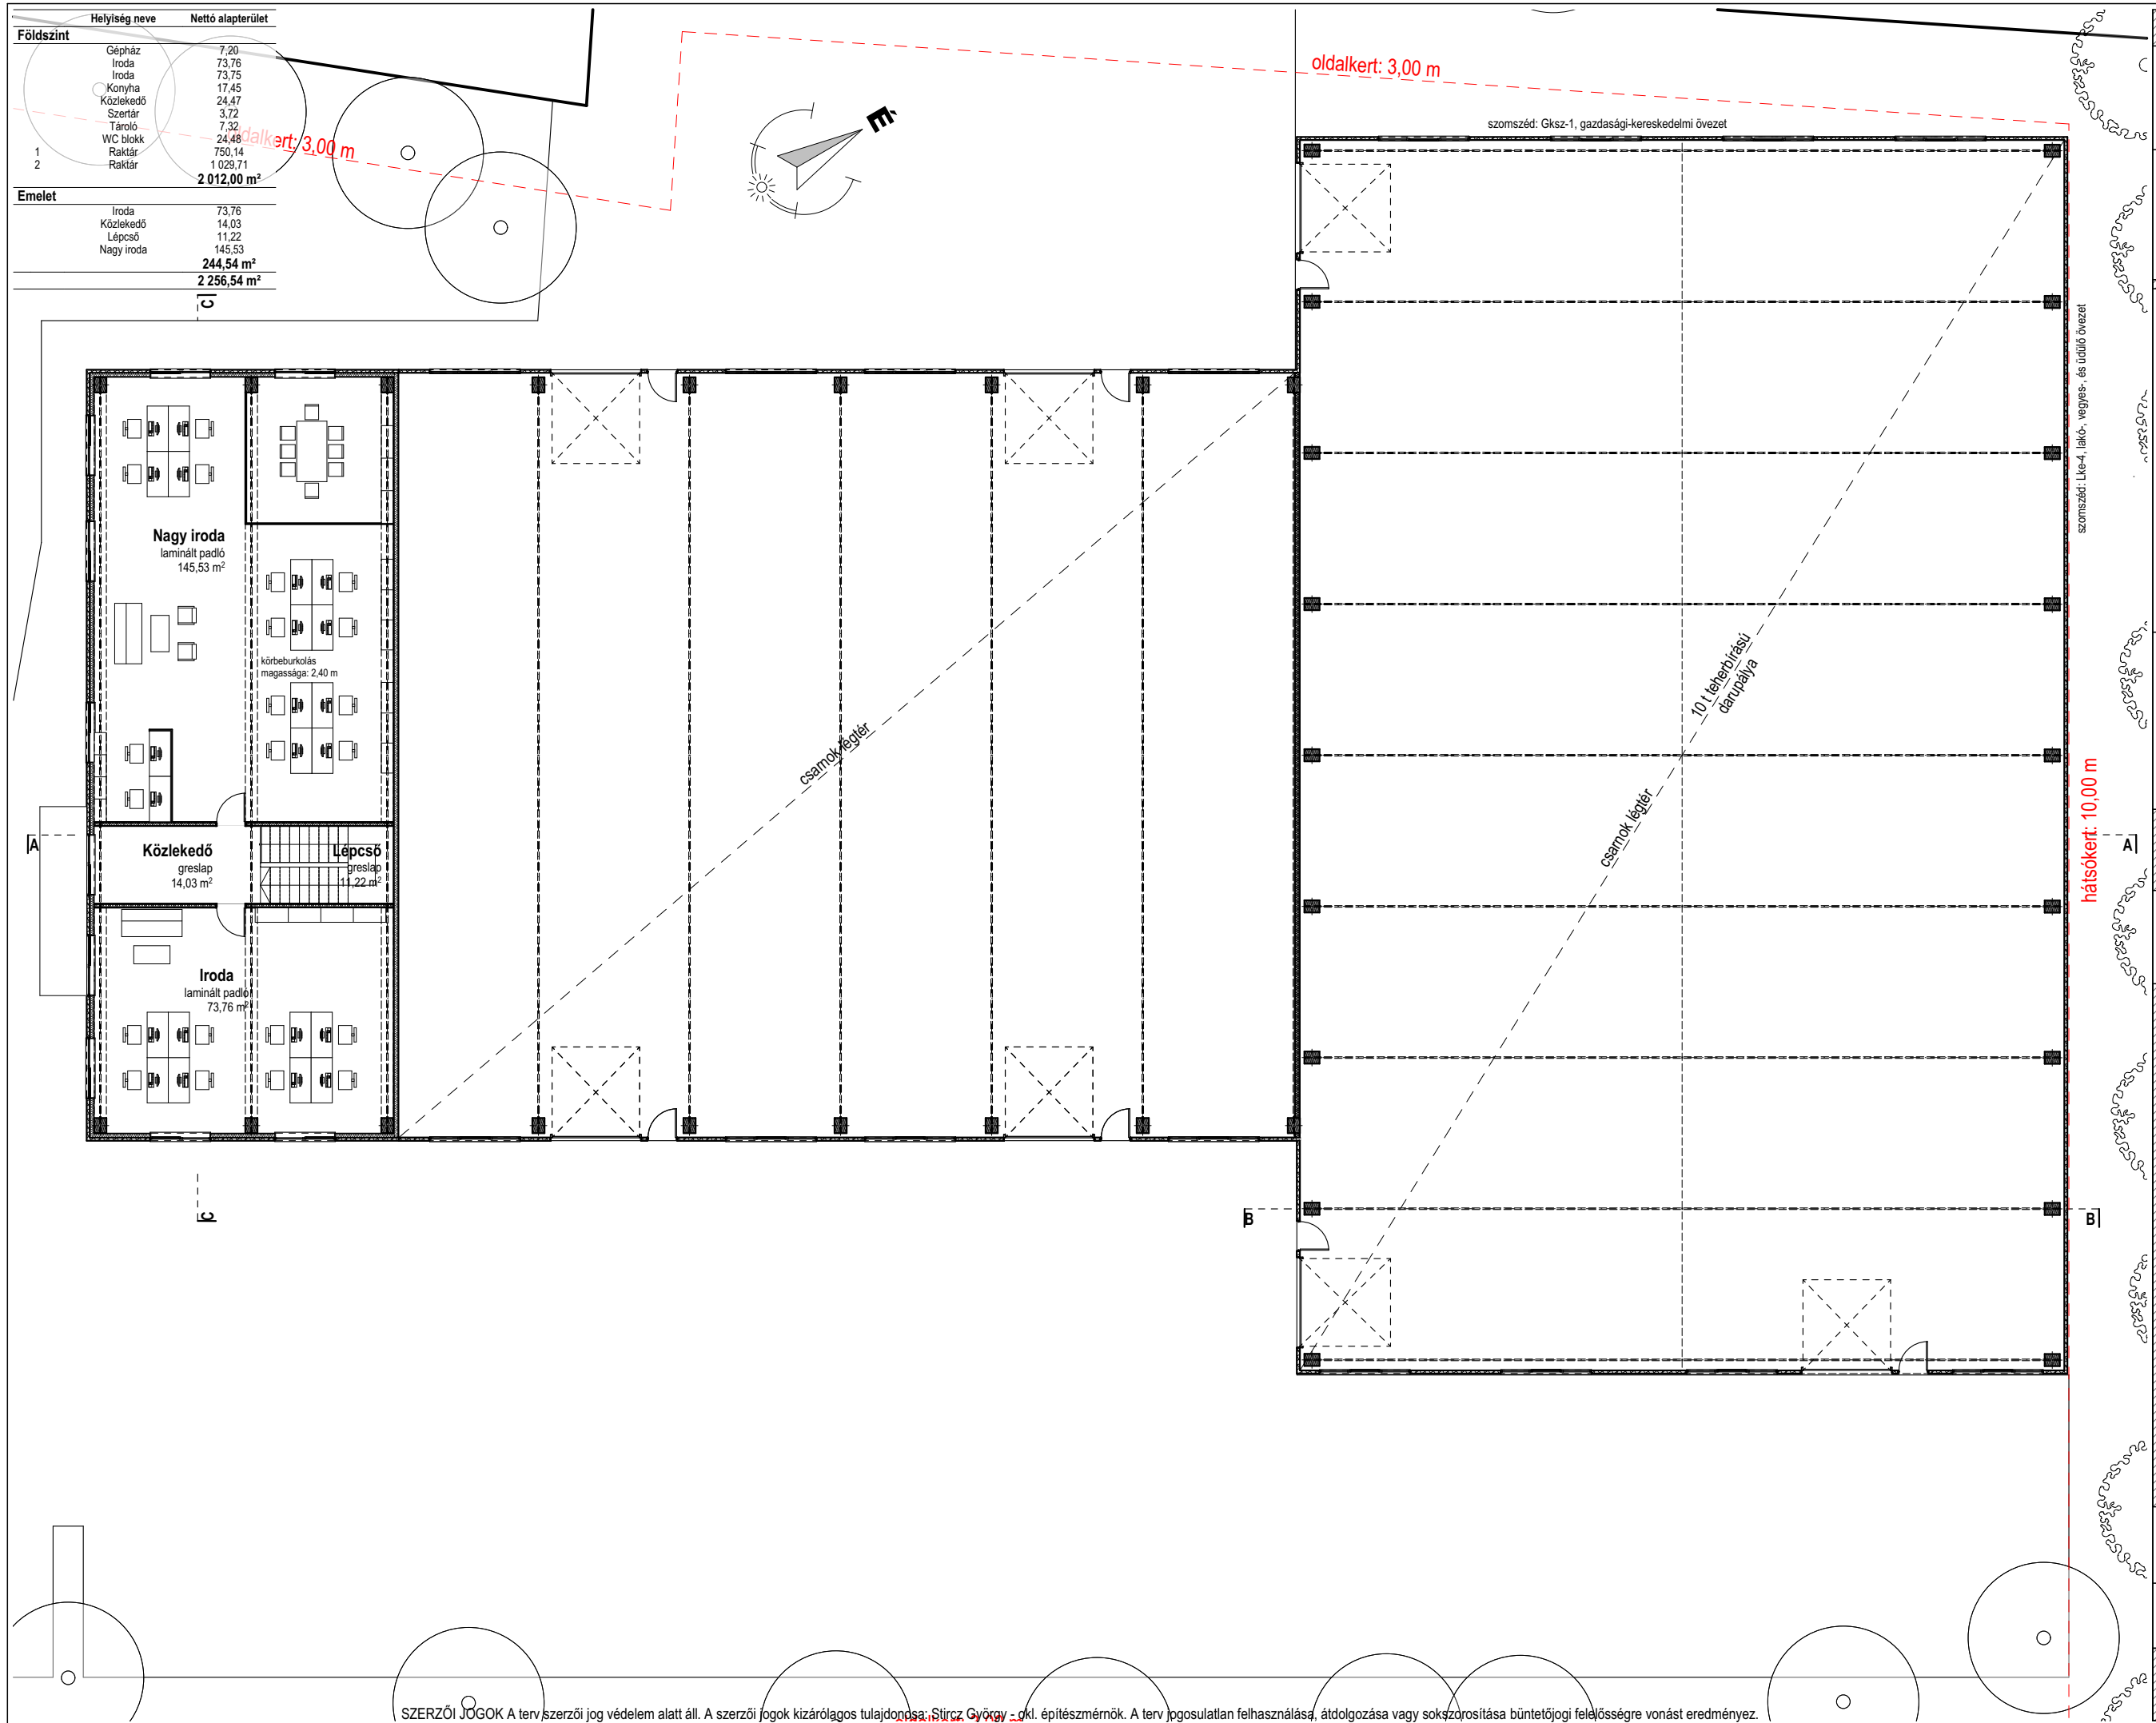 Helyiség neve Nettó alapterület
Földszint
Gépház 7,20
Iroda 73,76
Iroda 73,75
Konyha 17,45
Közlekedő 24,47
Szertár 3,72
Tároló 7,32
WC blokk 24,48
1 Raktár 750,14
2 Raktár 1 029,71
2 012,00 m²
Emelet
Iroda 73,76
Közlekedő 14,03
Lépcső 11,22
Nagy iroda 145,53
244,54 m²
2 256,54 m²
oldalkert: 3,00 m
É
oldalkert: 3,00 m
szomszéd: Gksz-1, gazdasági-kereskedelmi övezet
szomszéd: Lke-4, lakó-, vegyes-, és üdülő övezet
hátsókert: 10,00 m
C
Nagy iroda
laminált padló
145,53 m²
körbeburkolás
magassága: 2,40 m
csarnok légtér
10 t teherbírású
darupálya
csarnok légtér
A
A
Közlekedő
greslap
14,03 m²
Lépcső
greslap
11,22 m²
Iroda
laminált padló
73,76 m²
C
B
B
oldalkert: 3,00 m
SZERZŐI JOGOK A terv szerzői jog védelem alatt áll. A szerzői jogok kizárólagos tulajdonosa: Stircz György - okl. építészmérnök. A terv jogosulatlan felhasználása, átdolgozása vagy sokszorosítása büntetőjogi felelősségre vonást eredményez.